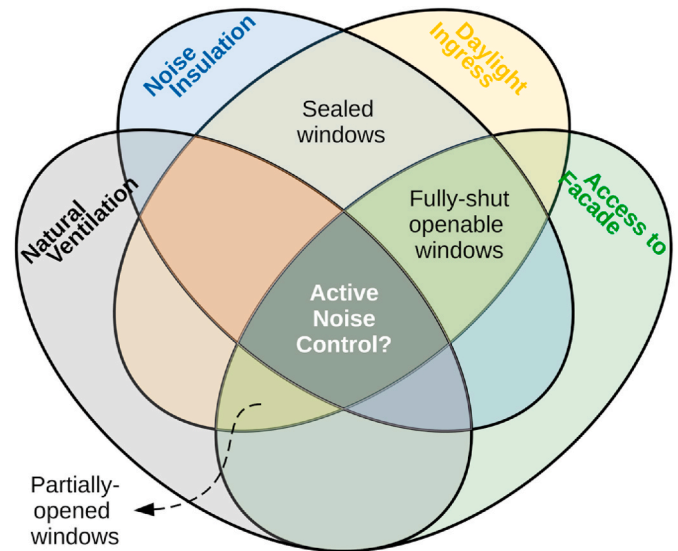 Noise
Insulation
Daylight
Ingress
Sealed
windows
Natural
Ventilation
Fully-shut
openable
windows
Access to
Facade
Active
Noise
Control?
Partially-
opened
windows